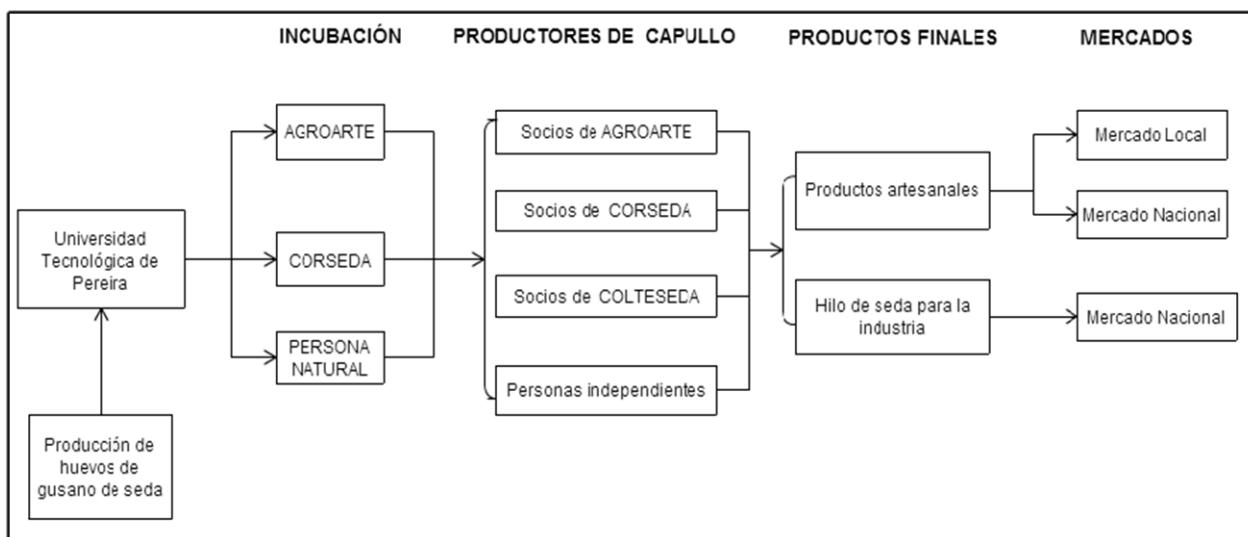 INCUBACIÓN
PRODUCTORES DE CAPULLO
PRODUCTOS FINALES
MERCADOS
Producción de
huevos de
gusano de seda
Universidad
Tecnológica de
Pereira
AGROARTE
CORSEDA
PERSONA
NATURAL
Socios de AGROARTE
Socios de CORSEDA
Socios de COLTESEDA
Personas independientes
Productos artesanales
Hilo de seda para la
industria
Mercado Local
Mercado Nacional
Mercado Nacional